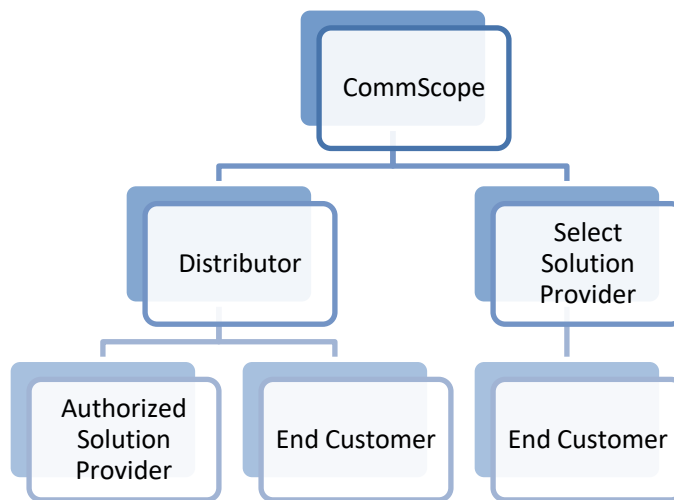 CommScope
Distributor
Select
Solution
Provider
Authorized
Solution
Provider
End Customer
End Customer